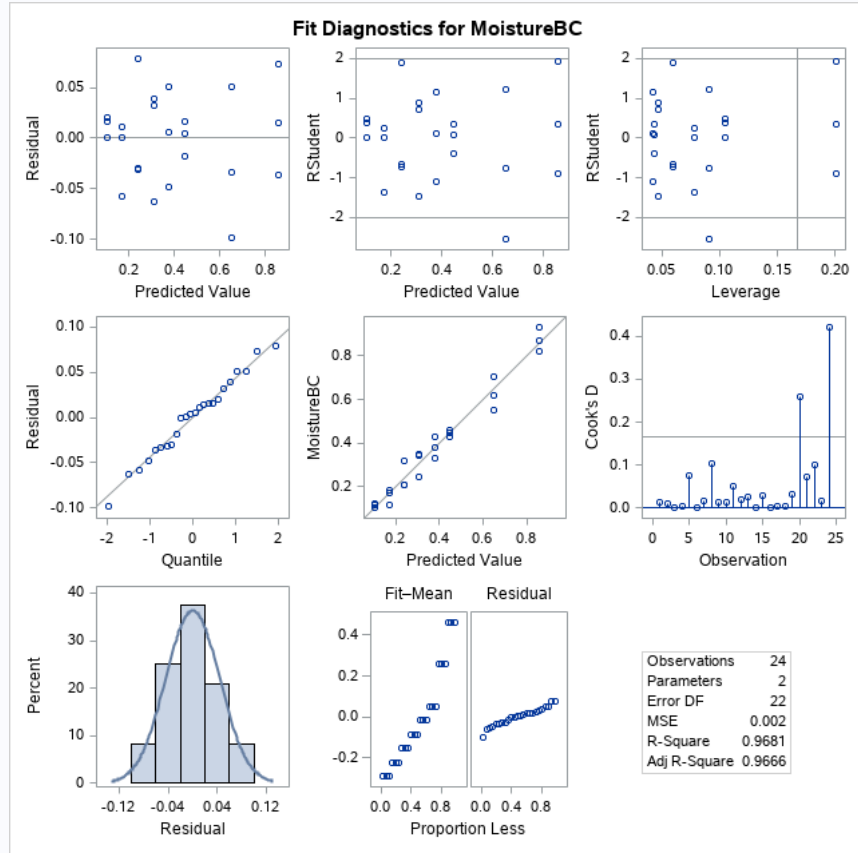 Fit Diagnostics for MoistureBC
0.05
0.00
-0.05
-0.10
Residual
0.2 0.4 0.6 0.8
Predicted Value
2
1
0
-1
-2
RStudent
0.2 0.4 0.6 0.8
Predicted Value
2
1
0
-1
-2
RStudent
0.05 0.10 0.15 0.20
Leverage
0.10
0.05
0.00
-0.05
-0.10
Residual
-2 -1 0 1 2
Quantile
0.8
0.6
0.4
0.2
MoistureBC
0.2 0.4 0.6 0.8
Predicted Value
0.4
0.3
0.2
0.1
0.0
Cook's D
0 5 10 15 20 25
Observation
40
30
20
10
0
Percent
-0.12 -0.04 0.04 0.12
Residual
Fit–Mean Residual
0.4
0.2
0.0
-0.2
0.0 0.4 0.8 0.0 0.4 0.8
Proportion Less
Observations 24
Parameters 2
Error DF 22
MSE 0.002
R-Square 0.9681
Adj R-Square 0.9666